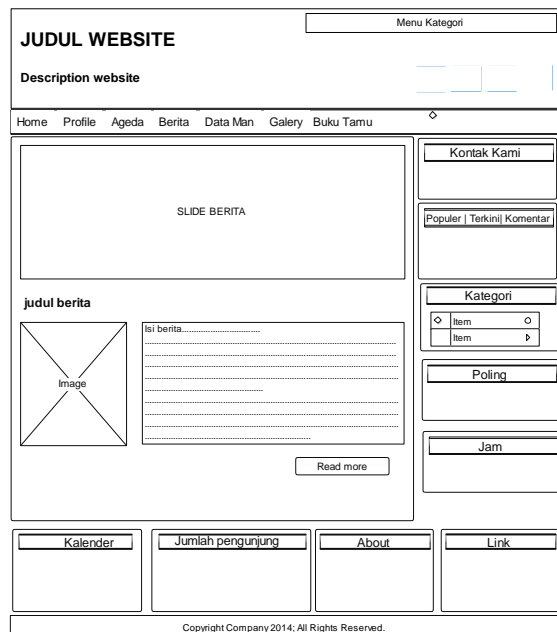 Menu Kategori
JUDUL WEBSITE
Description website
Home Profile Ageda Berita Data Man Galery Buku Tamu
SLIDE BERITA
judul berita
Image
Isi berita................................
Read more
Kontak Kami
Populer | Terkini| Komentar
Kategori
Item
Item
Poling
Jam
Kalender
Jumlah pengunjung
About
Link
Copyright Company 2014; All Rights Reserved.